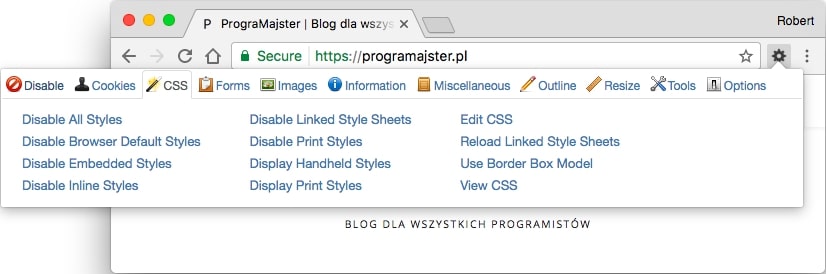 P PrograMajster | Blog dla wszys
Robert
Secure https://programajster.pl
Disable Cookies CSS Forms Images Information Miscellaneous Outline Resize Tools Options
Disable All Styles Disable Linked Style Sheets Edit CSS
Disable Browser Default Styles Disable Print Styles Reload Linked Style Sheets
Disable Embedded Styles Display Handheld Styles Use Border Box Model
Disable Inline Styles Display Print Styles View CSS
BLOG DLA WSZYSTKICH PROGRAMISTÓW